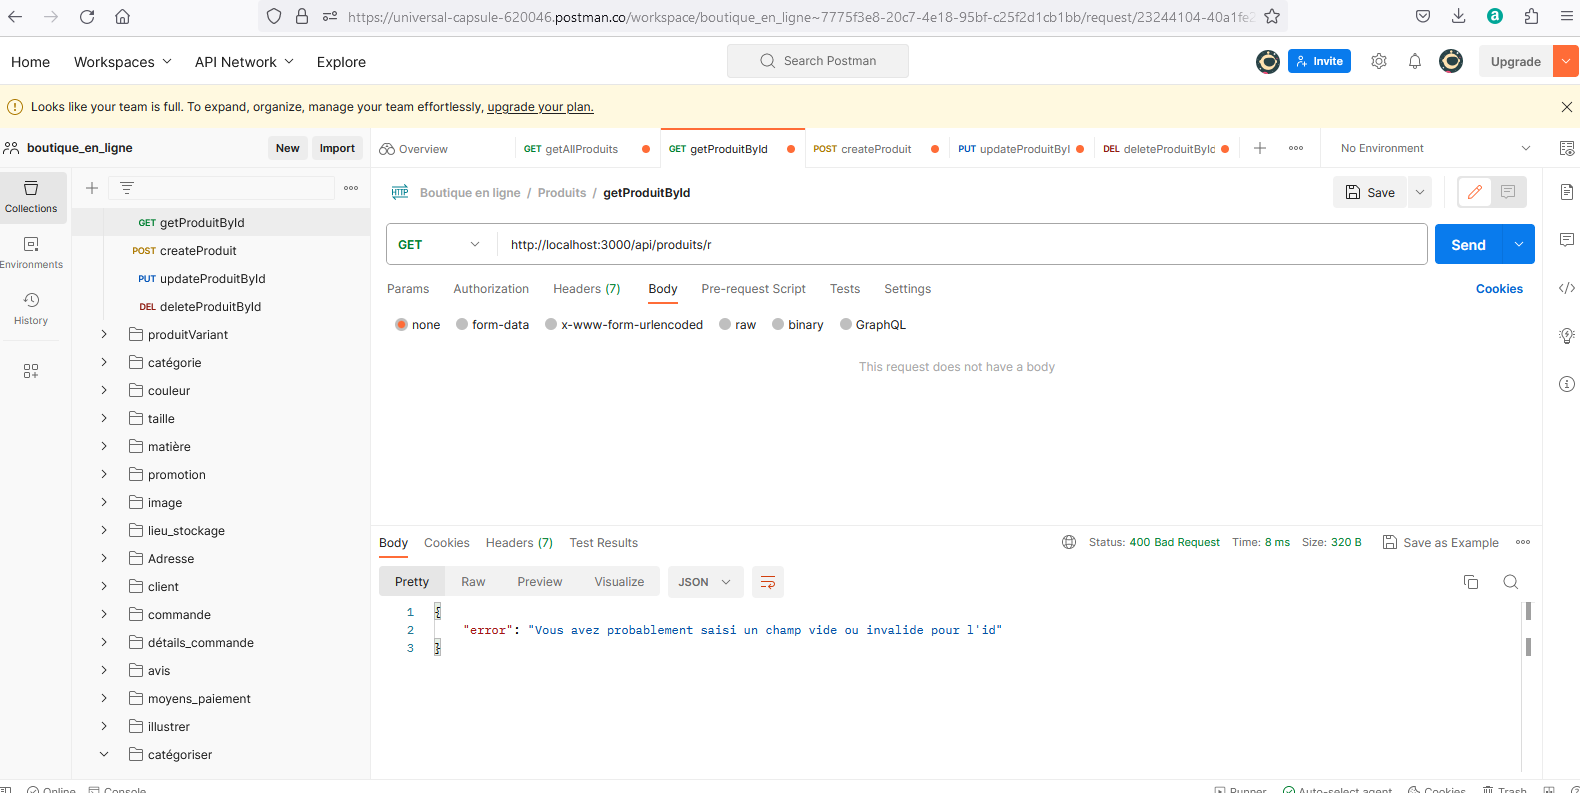 https://universal-capsule-620046.postman.co/workspace/boutique_en_ligne~7775f3e8-20c7-4e18-95bf-c25f2d1cb1bb/request/23244104-40a1fe2
Home Workspaces API Network Explore Search Postman Invite Upgrade
Looks like your team is full. To expand, organize, manage your team effortlessly, upgrade your plan.
boutique_en_ligne New Import
Overview GET getAllProduits GET getProduitById POST createProduit PUT updateProduitByI DEL deleteProduitById No Environment
Collections
Environments
History
GET getProduitById
POST createProduit
PUT updateProduitById
DEL deleteProduitById
produitVariant
catégorie
couleur
taille
matière
promotion
image
lieu_stockage
Adresse
client
commande
détails_commande
avis
moyens_paiement
illustrer
catégoriser
HTTP Boutique en ligne / Produits / getProduitById Save
GET http://localhost:3000/api/produits/r Send
Params Authorization Headers (7) Body Pre-request Script Tests Settings Cookies
none form-data x-www-form-urlencoded raw binary GraphQL
This request does not have a body
Body Cookies Headers (7) Test Results Status: 400 Bad Request Time: 8 ms Size: 320 B Save as Example
Pretty Raw Preview Visualize JSON
1 {
2 "error": "Vous avez probablement saisi un champ vide ou invalide pour l'id"
3 }
Online Console Runner Auto-select agent Cookies Trash